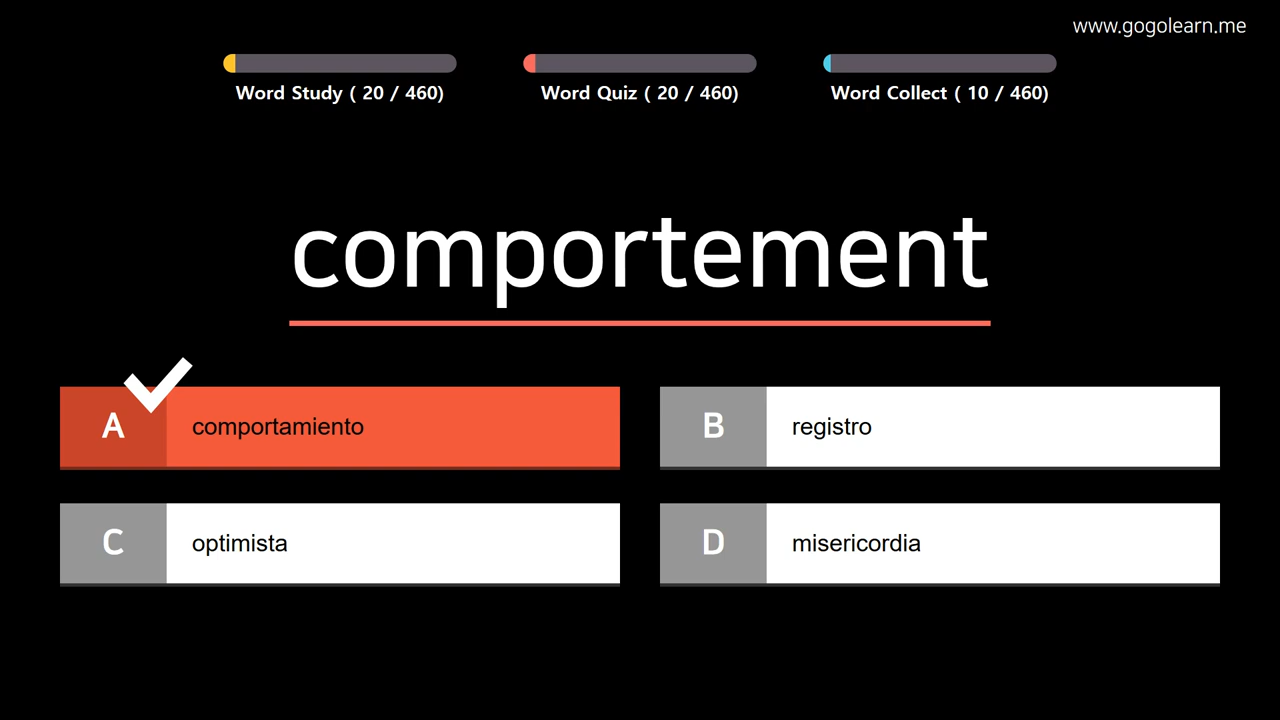 www.gogolearn.me
Word Study ( 20 / 460)
Word Quiz ( 20 / 460)
Word Collect ( 10 / 460)
comportement
A comportamiento
B registro
C optimista
D misericordia